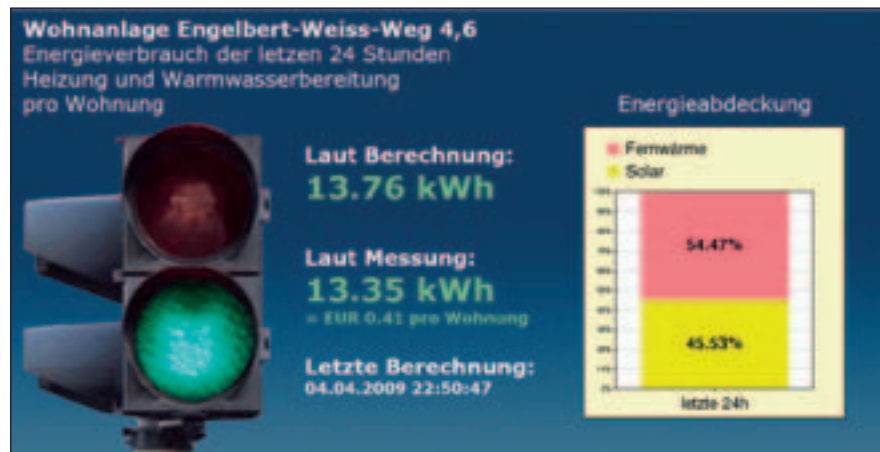 Wohnanlage Engelbert-Weiss-Weg 4,6
Energieverbrauch der letzen 24 Stunden
Heizung und Warmwasserbereitung
pro Wohnung
Laut Berechnung:
13.76 kWh
Laut Messung:
13.35 kWh
= EUR 0.41 pro Wohnung
Letzte Berechnung:
04.04.2009 22:50:47
Energieabdeckung
Fernwärme
Solar
54.47%
45.53%
letzte 24h